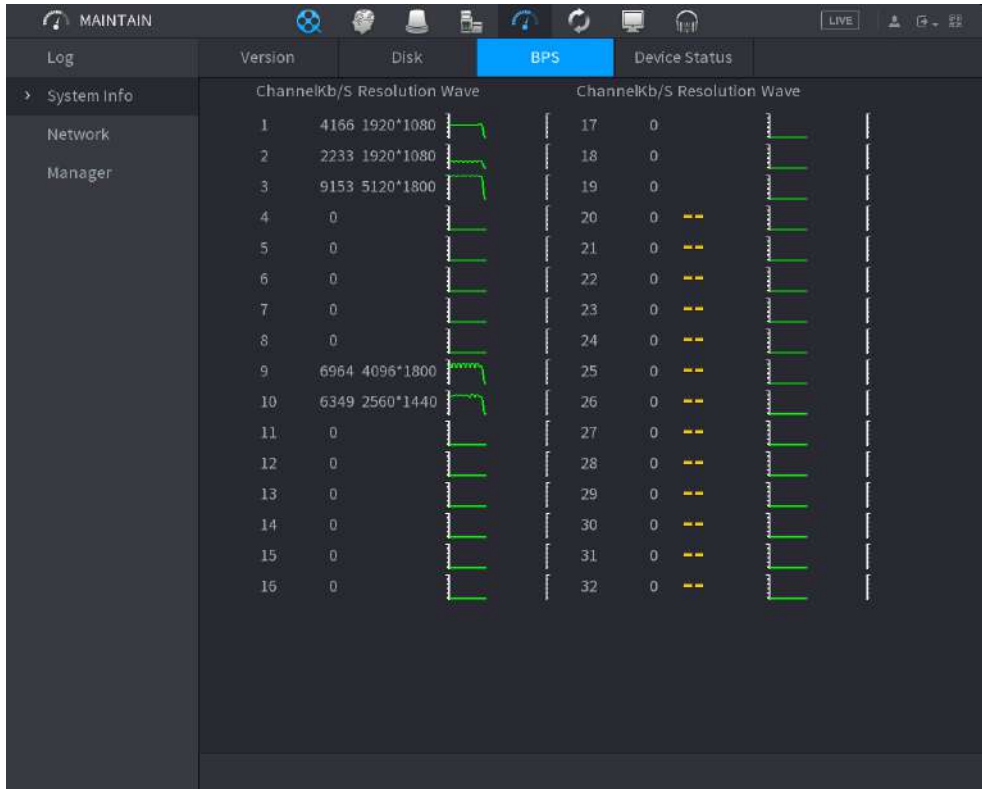 MAINTAIN LIVE
Log Version Disk BPS Device Status
System Info ChannelKb/S Resolution Wave ChannelKb/S Resolution Wave
1 4166 1920*1080 17 0
Network
2 2233 1920*1080 18 0
Manager
3 9153 5120*1800 19 0
4 0 20 0 --
5 0 21 0 --
6 0 22 0 --
7 0 23 0 --
8 0 24 0 --
9 6964 4096*1800 25 0 --
10 6349 2560*1440 26 0 --
11 0 27 0 --
12 0 28 0 --
13 0 29 0 --
14 0 30 0 --
15 0 31 0 --
16 0 32 0 --